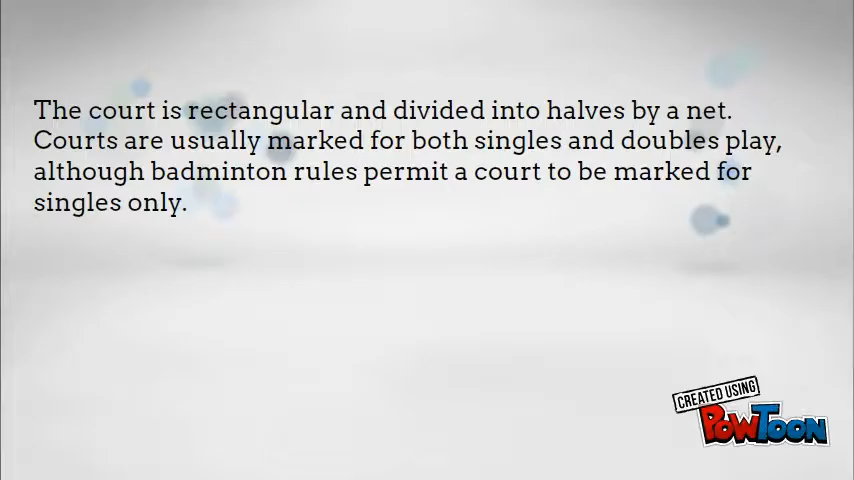 The court is rectangular and divided into halves by a net.
Courts are usually marked for both singles and doubles play,
although badminton rules permit a court to be marked for
singles only.
CREATED USING
POWTOON